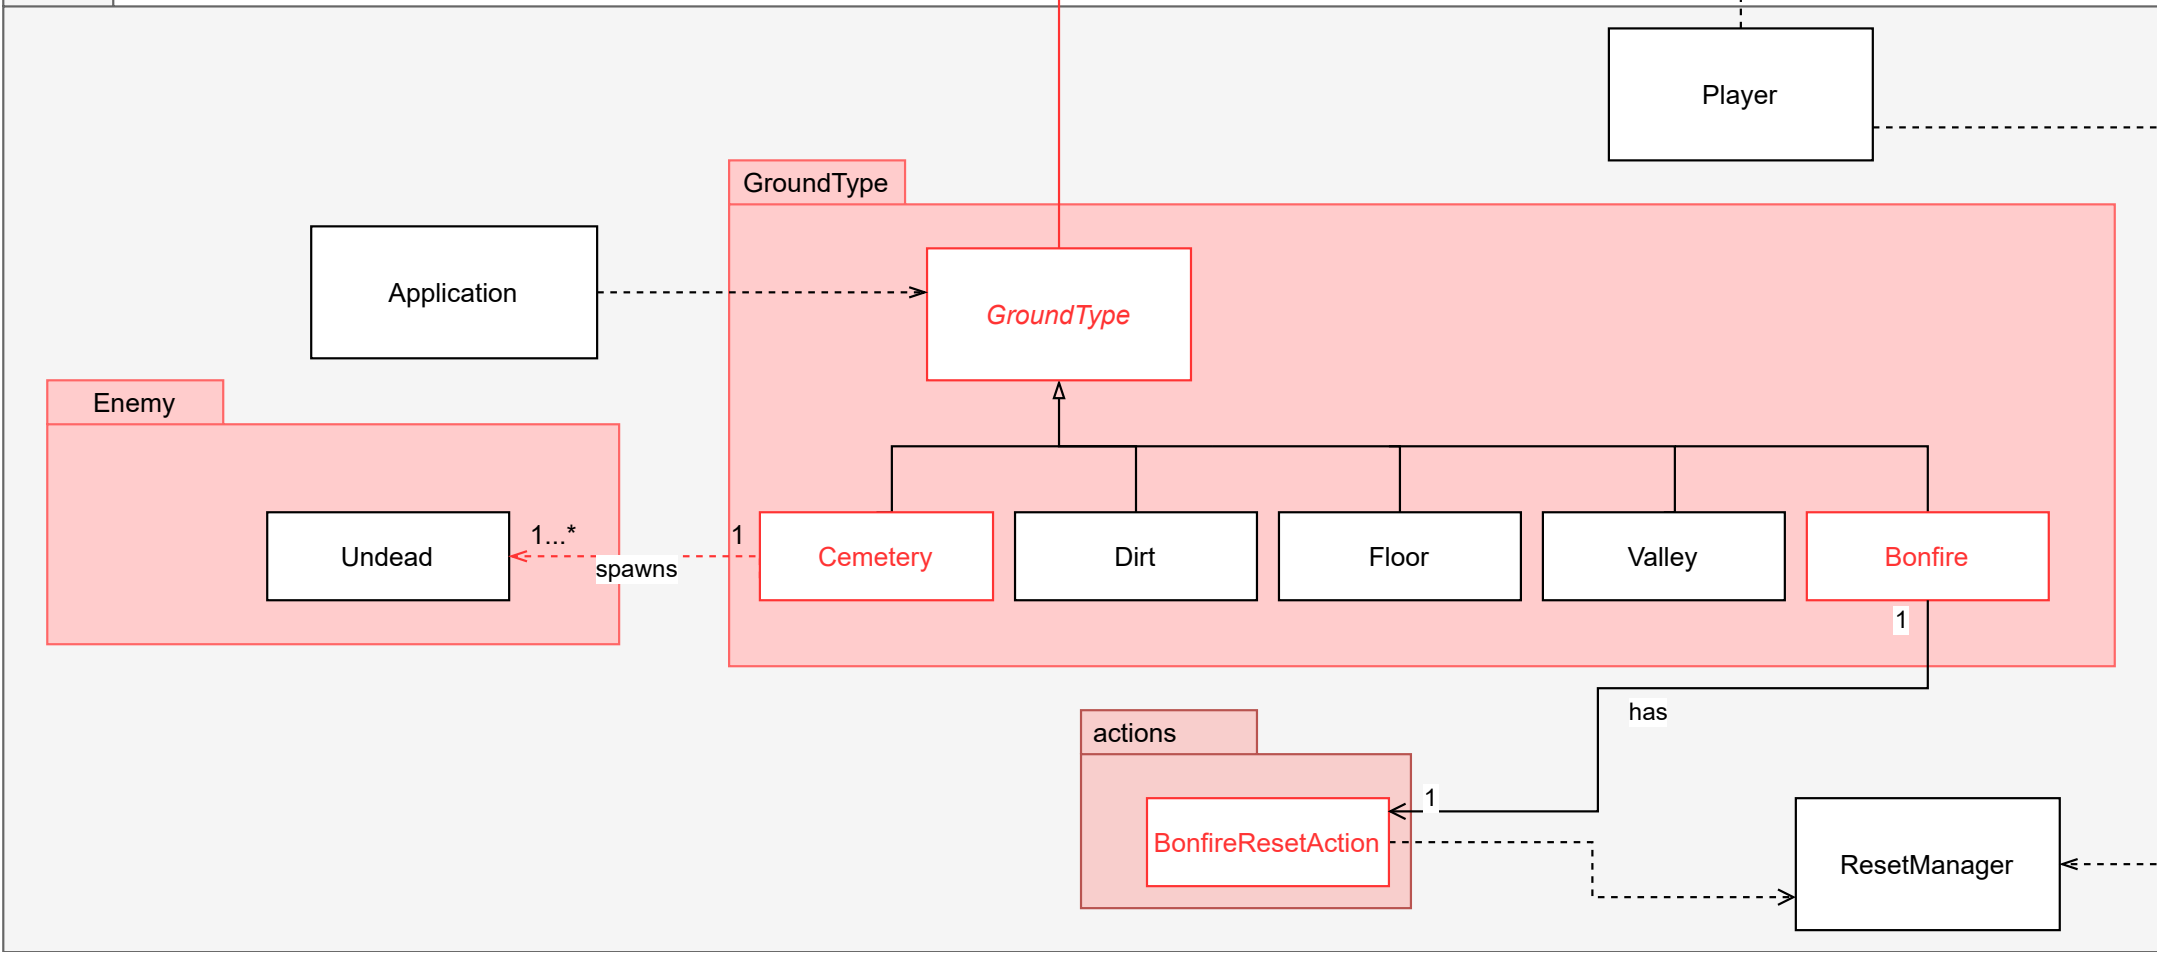 Player
GroundType
Application
GroundType
Enemy
1...*
1
Undead
spawns
Cemetery
Dirt
Floor
Valley
Bonfire
1
has
actions
1
BonfireResetAction
ResetManager